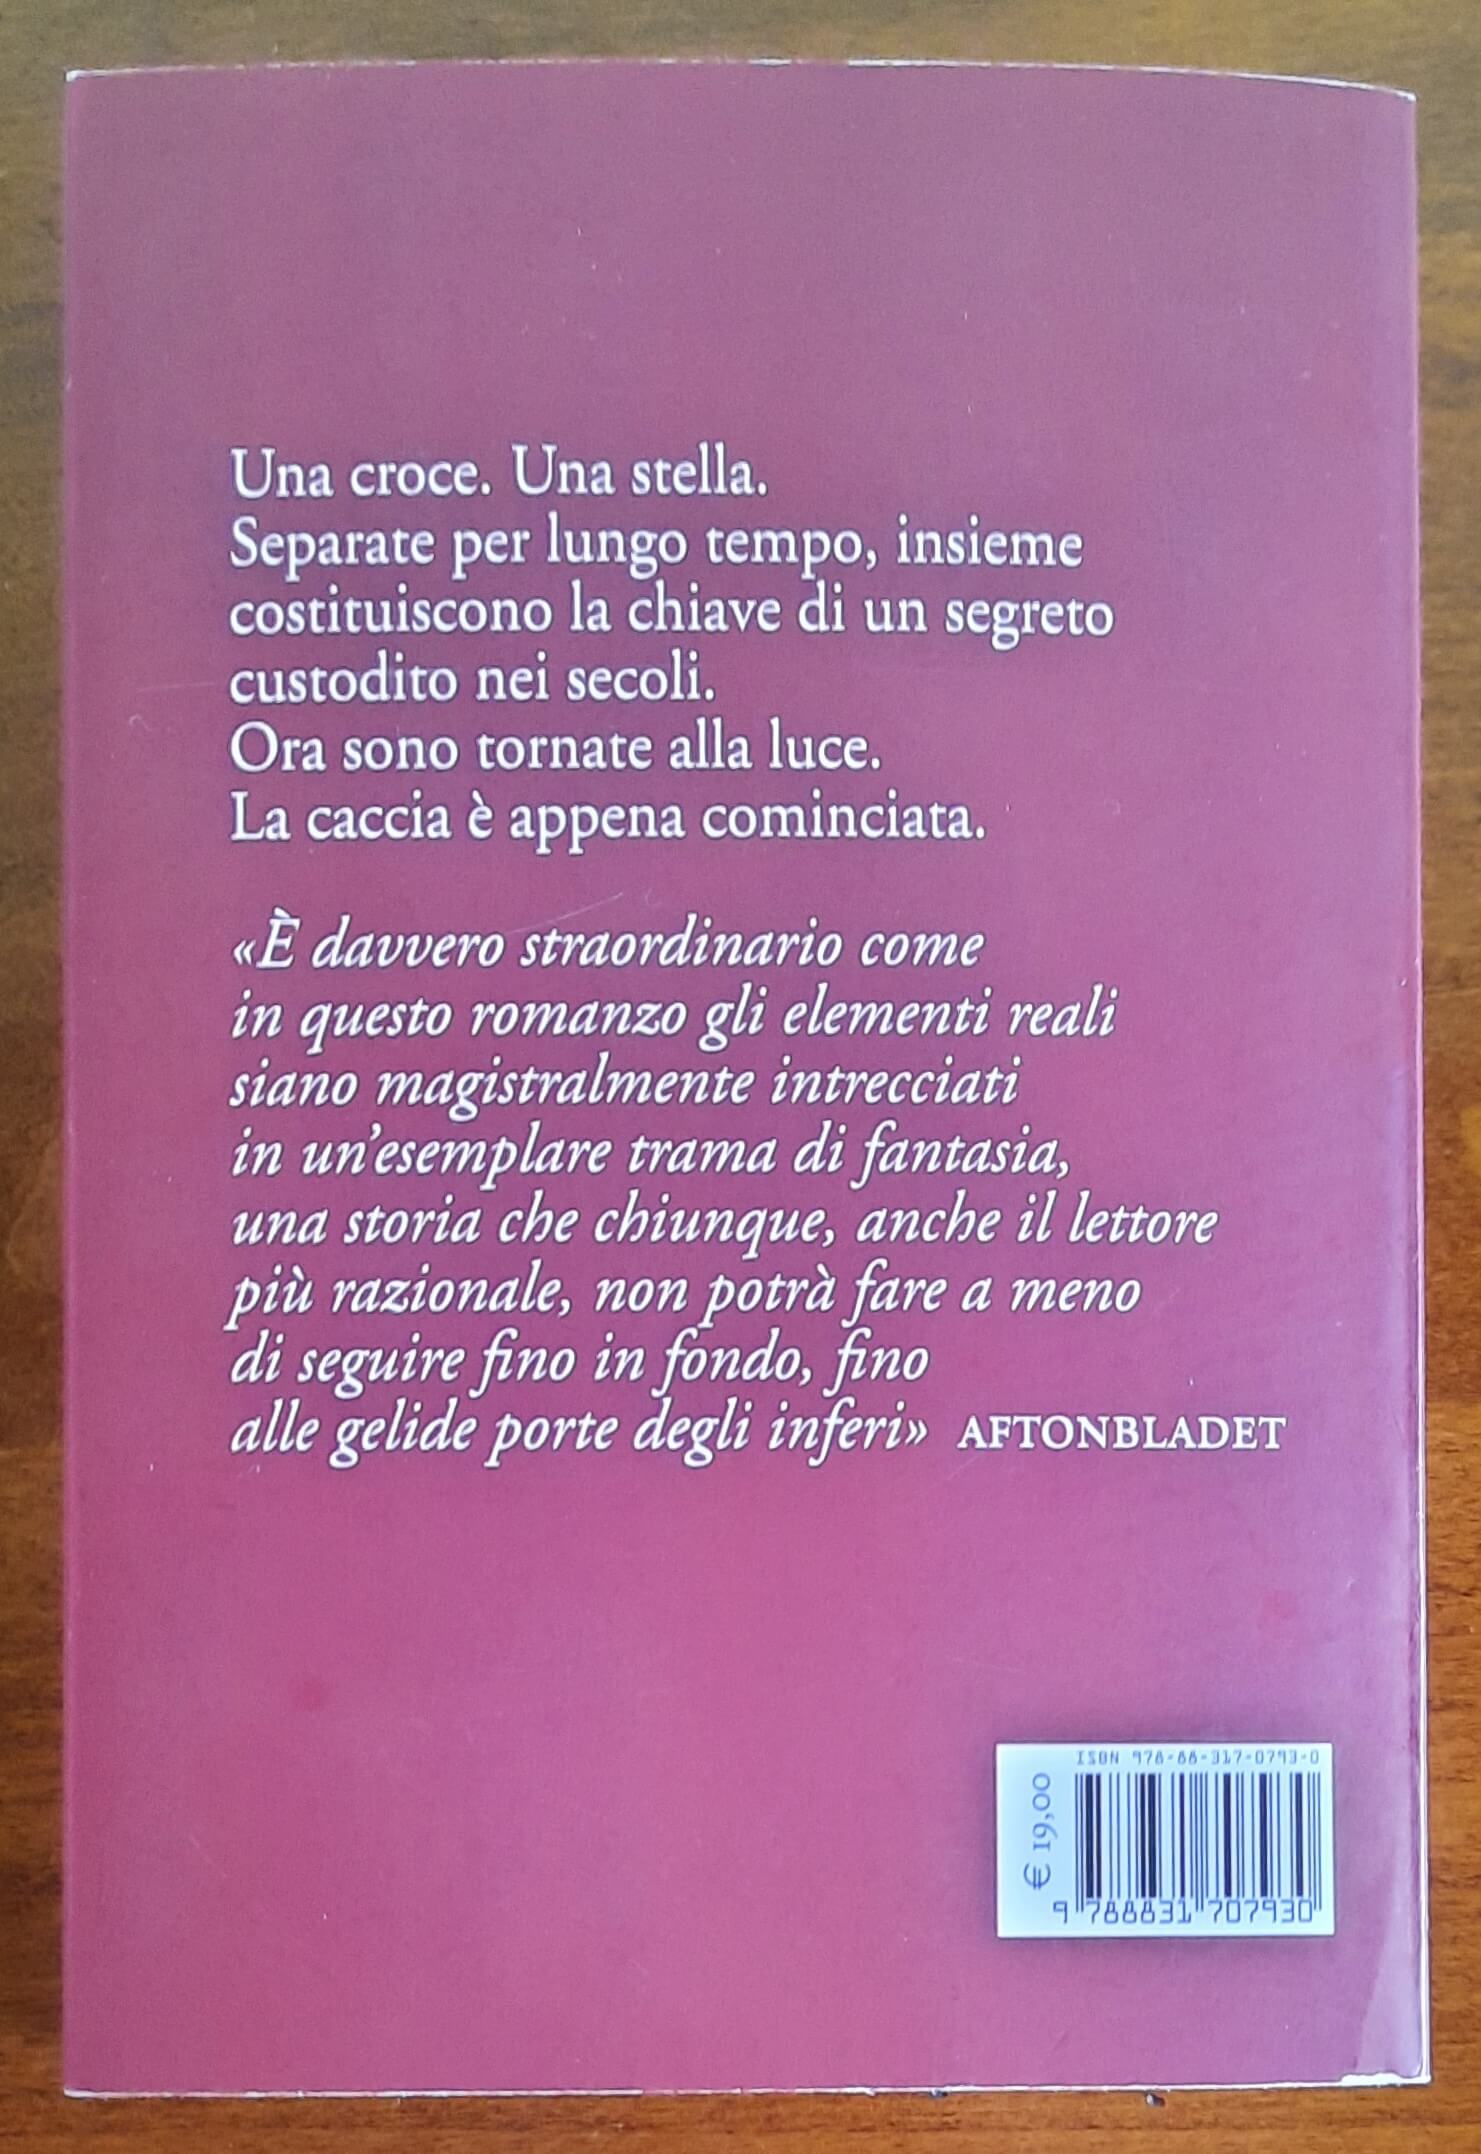 Una croce. Una stella.
Separate per lungo tempo, insieme
costituiscono la chiave di un segreto
custodito nei secoli.
Ora sono tornate alla luce.
La caccia è appena cominciata.
«È davvero straordinario come
in questo romanzo gli elementi reali
siano magistralmente intrecciati
in un'esemplare trama di fantasia,
una storia che chiunque, anche il lettore
più razionale, non potrà fare a meno
di seguire fino in fondo, fino
alle gelide porte degli inferi» AFTONBLADET
ISBN 978-88-317-0793-0
€ 19,00
9 788831 707930